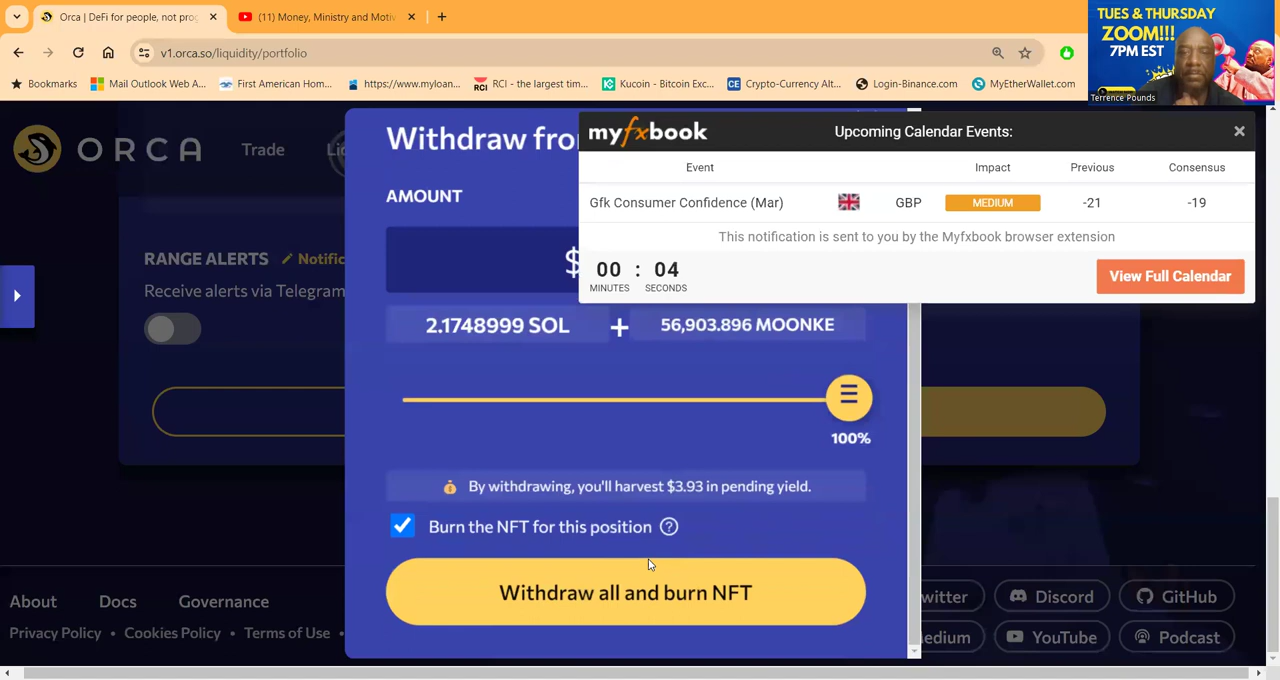 Orca | DeFi for people, not prog
(11) Money, Ministry and Motiv
v1.orca.so/liquidity/portfolio
Bookmarks
Mail Outlook Web A...
First American Hom...
https://www.myloan...
RCI - the largest tim...
Kucoin - Bitcoin Exc...
Crypto-Currency Alt...
Login-Binance.com
MyEtherWallet.com
TUES & THURSDAY
ZOOM!!!
7PM EST
Terrence Pounds
ORCA
Trade
Withdraw fro
AMOUNT
$
myfxbook
Upcoming Calendar Events:
Event Impact Previous Consensus
Gfk Consumer Confidence (Mar) GBP MEDIUM -21 -19
This notification is sent to you by the Myfxbook browser extension
00 : 04
MINUTES SECONDS
View Full Calendar
RANGE ALERTS Notific
Receive alerts via Telegram
2.1748999 SOL + 56,903.896 MOONKE
100%
By withdrawing, you'll harvest $3.93 in pending yield.
Burn the NFT for this position
Withdraw all and burn NFT
About Docs Governance
witter Discord GitHub
Privacy Policy • Cookies Policy • Terms of Use •
edium YouTube Podcast